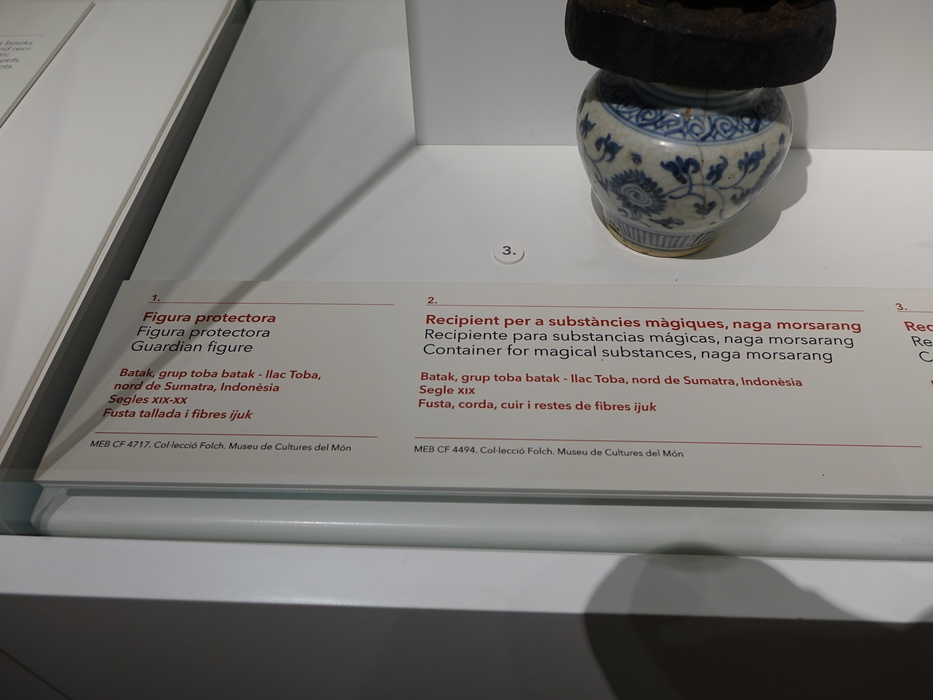 books
3.
1.
Figura protectora
Figura protectora
Guardian figure
Batak, grup toba batak - llac Toba,
nord de Sumatra, Indonèsia
Segles XIX-XX
Fusta tallada i fibres ijuk
MEB CF 4717. Col·lecció Folch. Museu de Cultures del Món
2.
Recipient per a substàncies màgiques, naga morsarang
Recipiente para substancias mágicas, naga morsarang
Container for magical substances, naga morsarang
Batak, grup toba batak - llac Toba, nord de Sumatra, Indonèsia
Segle XIX
Fusta, corda, cuir i restes de fibres ijuk
MEB CF 4494. Col·lecció Folch. Museu de Cultures del Món
3.
Rec
Re
C